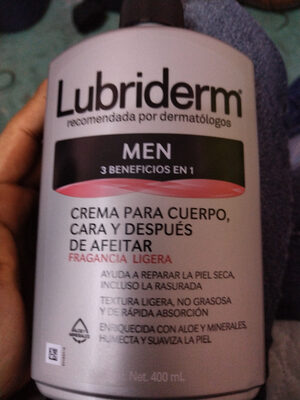 Lubriderm®
recomendada por dermatólogos
MEN
3 BENEFICIOS EN 1
CREMA PARA CUERPO,
CARA Y DESPUÉS
DE AFEITAR
FRAGANCIA LIGERA
AYUDA A REPARAR LA PIEL SECA,
INCLUSO LA RASURADA
TEXTURA LIGERA, NO GRASOSA
Y DE RÁPIDA ABSORCIÓN
ENRIQUECIDA CON ALOE Y MINERALES,
HUMECTA Y SUAVIZA LA PIEL
Net. 400 mL